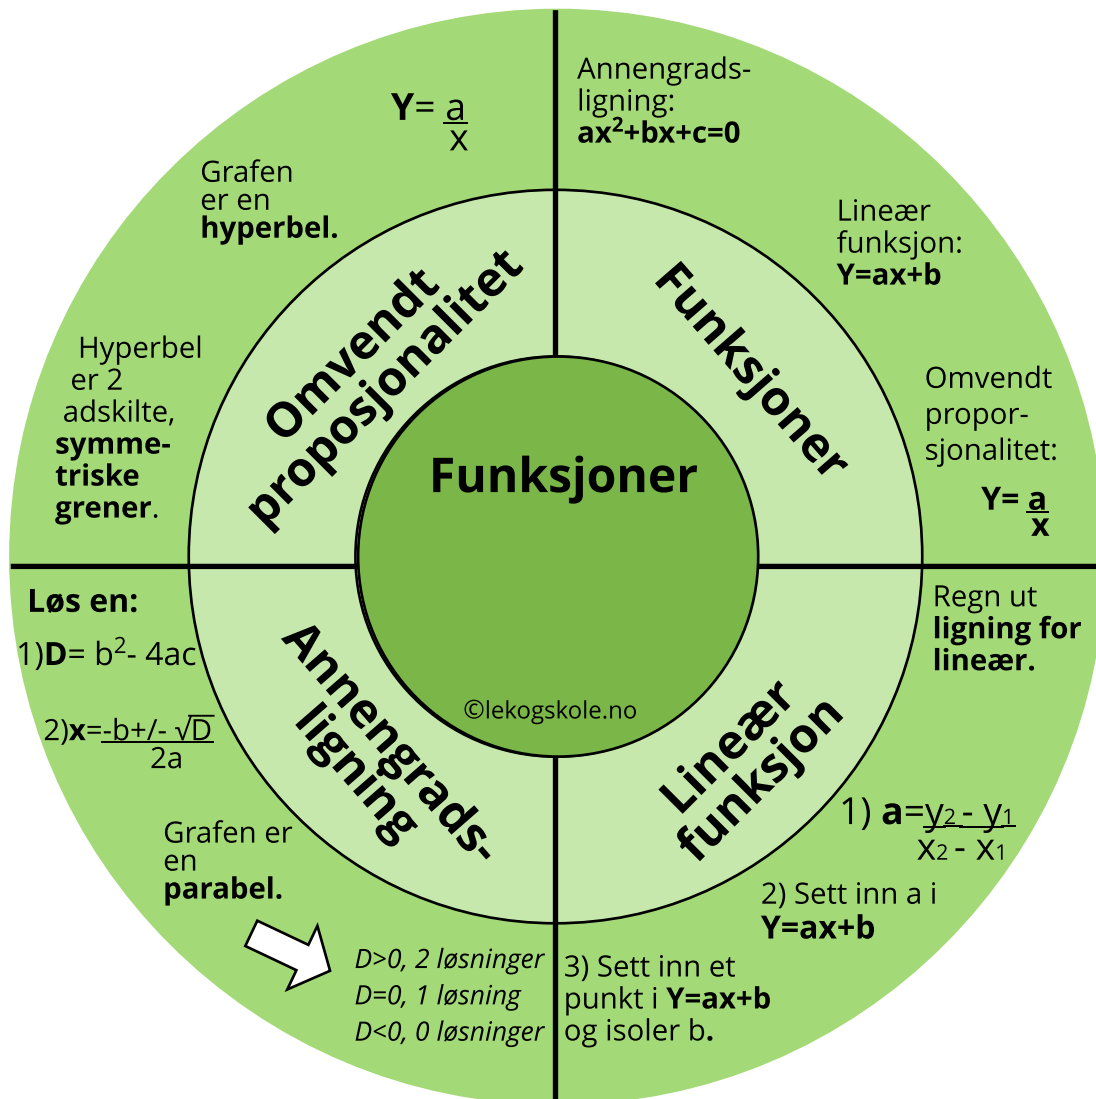 Funksjoner
©lekogskole.no
Funksjoner
Annengrads-
ligning:
ax²+bx+c=0
Lineær
funksjon:
Y=ax+b
Omvendt
propor-
sjonalitet:
Y= a
x
Lineær
funksjon
Regn ut
ligning for
lineær.
1) a=y₂ - y₁
x₂ - x₁
2) Sett inn a i
Y=ax+b
3) Sett inn et
punkt i Y=ax+b
og isoler b.
Annengrads-
ligning
Løs en:
1)D= b²- 4ac
2)x=-b+/- √D
2a
Grafen er
en
parabel.
D>0, 2 løsninger
D=0, 1 løsning
D<0, 0 løsninger
Omvendt
proposjonalitet
Y= a
x
Grafen
er en
hyperbel.
Hyperbel
er 2
adskilte,
symme-
triske
grener.